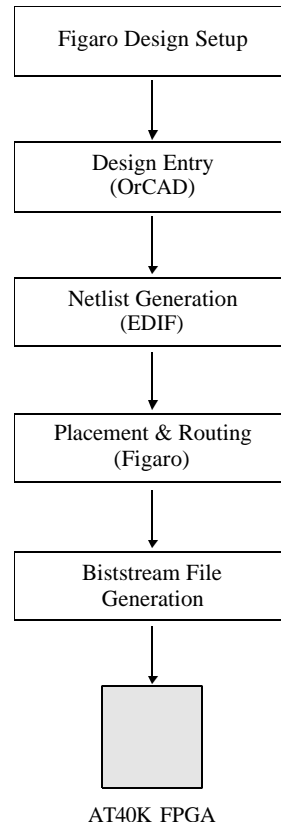 Figaro Design Setup
Design Entry
(OrCAD)
Netlist Generation
(EDIF)
Placement & Routing
(Figaro)
Biststream File
Generation
AT40K FPGA